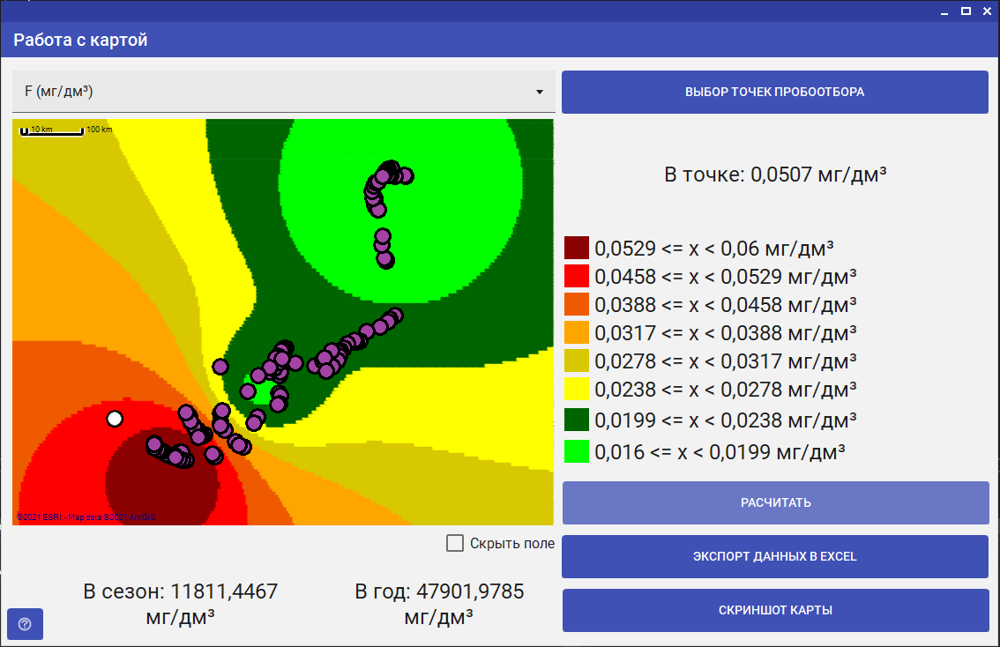 Работа с картой
F (мг/дм³)
ВЫБОР ТОЧЕК ПРОБООТБОРА
10 km 100 km
В точке: 0,0507 мг/дм³
0,0529 <= x < 0,06 мг/дм³
0,0458 <= x < 0,0529 мг/дм³
0,0388 <= x < 0,0458 мг/дм³
0,0317 <= x < 0,0388 мг/дм³
0,0278 <= x < 0,0317 мг/дм³
0,0238 <= x < 0,0278 мг/дм³
0,0199 <= x < 0,0238 мг/дм³
0,016 <= x < 0,0199 мг/дм³
©2021 ESRI - Map data ©2021 ArcGIS
РАСЧИТАТЬ
Скрыть поле
ЭКСПОРТ ДАННЫХ В EXCEL
В сезон: 11811,4467
мг/дм³
В год: 47901,9785
мг/дм³
СКРИНШОТ КАРТЫ